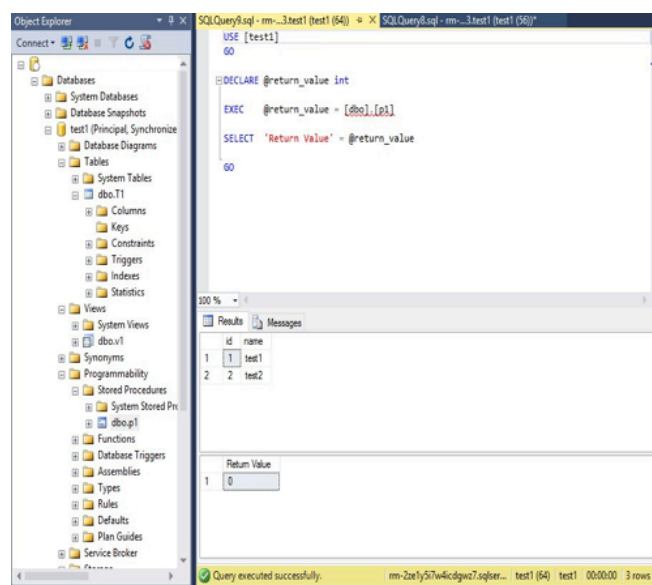 Object Explorer
Connect
Databases
System Databases
Database Snapshots
test1 (Principal, Synchronize
Database Diagrams
Tables
System Tables
dbo.T1
Columns
Keys
Constraints
Triggers
Indexes
Statistics
Views
System Views
dbo.v1
Synonyms
Programmability
Stored Procedures
System Stored Pro
dbo.p1
Functions
Database Triggers
Assemblies
Types
Rules
Defaults
Plan Guides
Service Broker
SQLQuery9.sql - rm-...3.test1 (test1 (64)) SQLQuery8.sql - rm-...3.test1 (test1 (56))*
USE [test1]
GO
DECLARE @return_value int
EXEC @return_value = [dbo].[p1]
SELECT 'Return Value' = @return_value
GO
100 %
Results Messages
id name
1 1 test1
2 2 test2
Return Value
1 0
Query executed successfully. rm-2ze1y5i7w4icdgwz7.sqlser... test1 (64) test1 00:00:00 3 rows